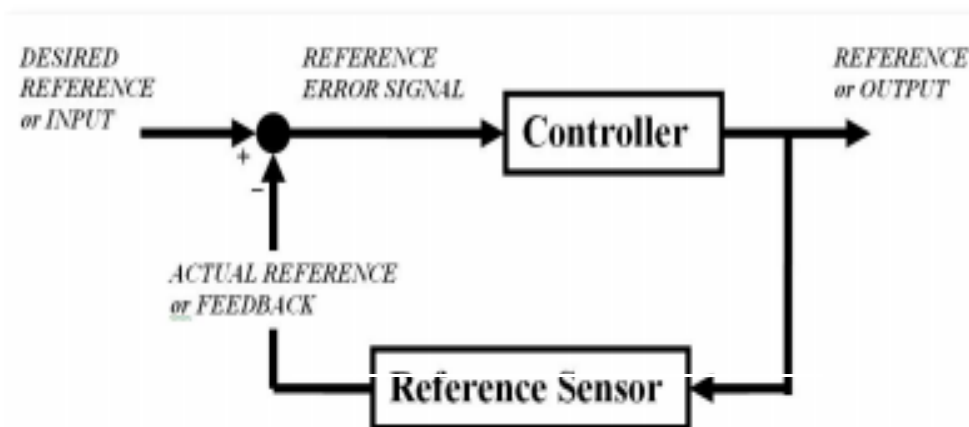 DESIRED
REFERENCE
or INPUT
REFERENCE
ERROR SIGNAL
REFERENCE
or OUTPUT
Controller
+
−
ACTUAL REFERENCE
or FEEDBACK
Reference Sensor